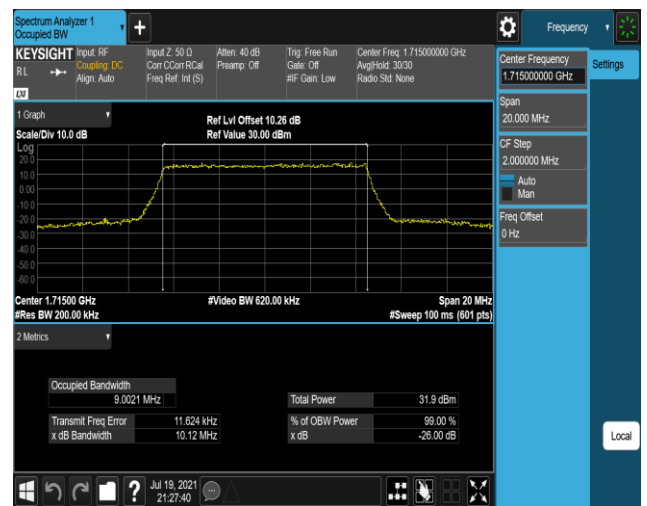 Spectrum Analyzer 1
Occupied BW
+
Frequency
KEYSIGHT
RL
LXI
Input: RF
Coupling: DC
Align: Auto
Input Z: 50 Ω
Corr CCorr RCal
Freq Ref: Int (S)
Atten: 40 dB
Preamp: Off
Trig: Free Run
Gate: Off
#IF Gain: Low
Center Freq: 1.715000000 GHz
Avg|Hold: 30/30
Radio Std: None
Center Frequency
1.715000000 GHz
Settings
Span
20.000 MHz
CF Step
2.000000 MHz
Auto
Man
Freq Offset
0 Hz
1 Graph
Scale/Div 10.0 dB
Ref Lvl Offset 10.26 dB
Ref Value 30.00 dBm
Log
20.0
10.0
0.00
-10.0
-20.0
-30.0
-40.0
-50.0
-60.0
Center 1.71500 GHz
#Video BW 620.00 kHz
Span 20 MHz
#Res BW 200.00 kHz
#Sweep 100 ms (601 pts)
2 Metrics
Occupied Bandwidth
9.0021 MHz
Total Power
31.9 dBm
Transmit Freq Error
11.624 kHz
% of OBW Power
99.00 %
x dB Bandwidth
10.12 MHz
x dB
-26.00 dB
Local
?
Jul 19, 2021
21:27:40